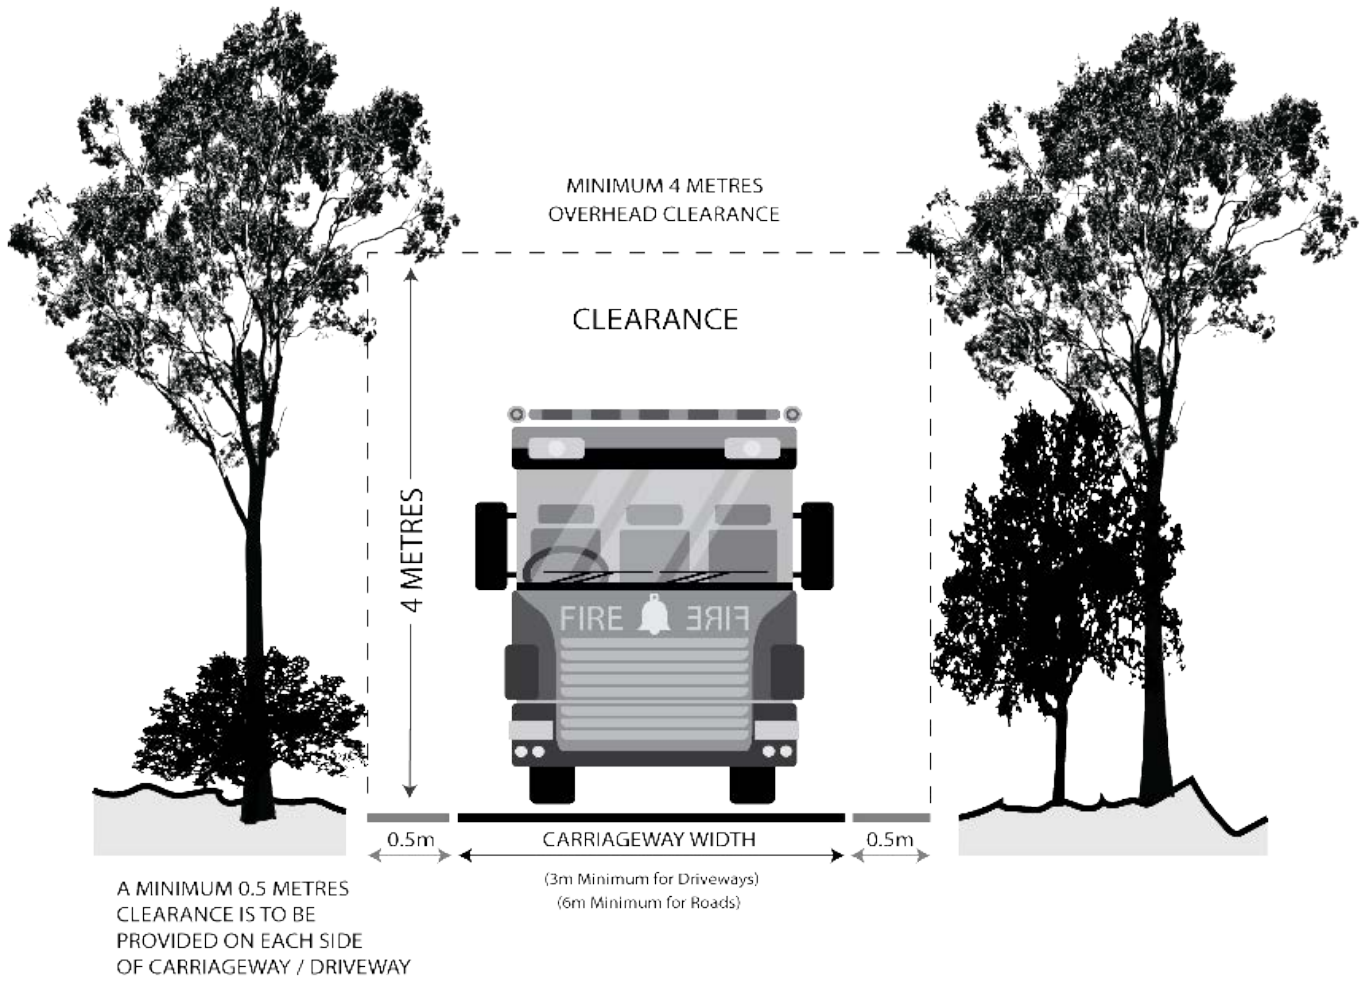 MINIMUM 4 METRES
OVERHEAD CLEARANCE
CLEARANCE
4 METRES
FIRE FIRE
0.5m
CARRIAGEWAY WIDTH
0.5m
(3m Minimum for Driveways)
(6m Minimum for Roads)
A MINIMUM 0.5 METRES
CLEARANCE IS TO BE
PROVIDED ON EACH SIDE
OF CARRIAGEWAY / DRIVEWAY